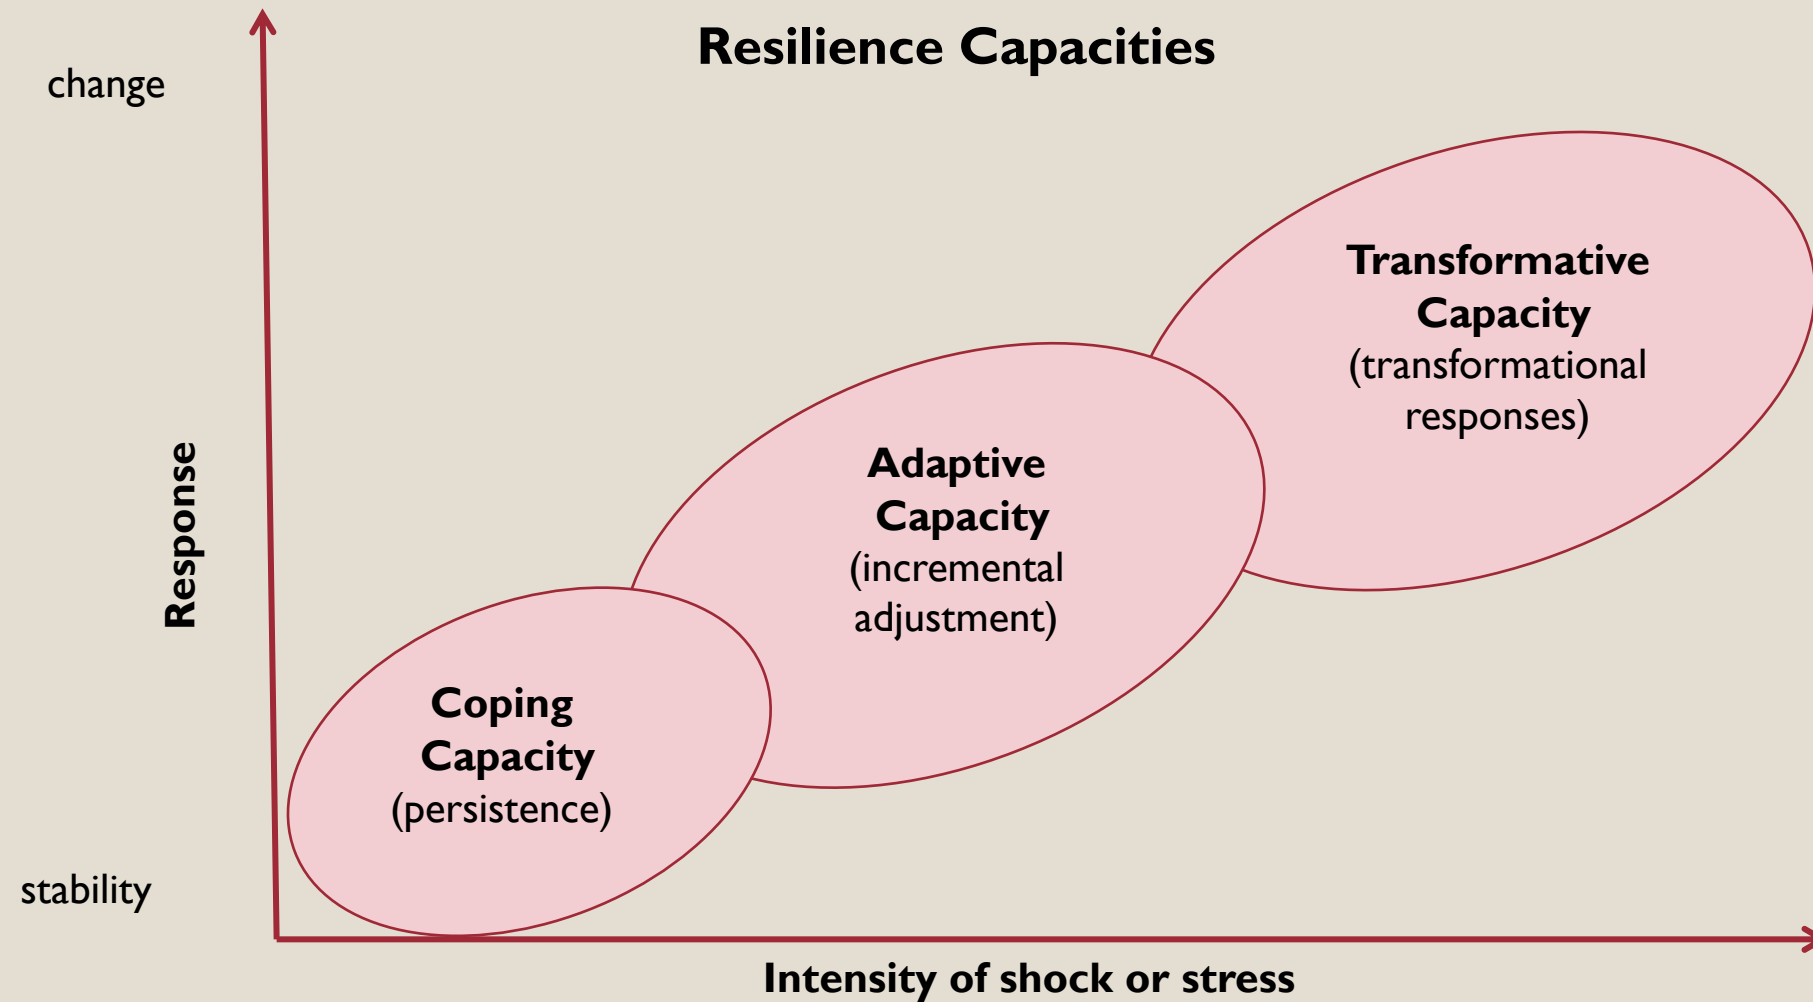 Resilience Capacities
change
Transformative
Capacity
(transformational
responses)
Adaptive
Capacity
(incremental
adjustment)
Response
Coping
Capacity
(persistence)
stability
Intensity of shock or stress